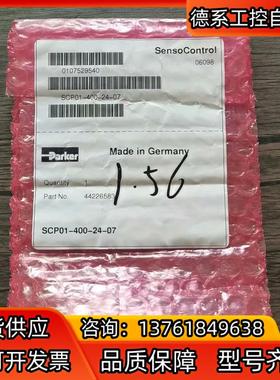 德系工控自
SensoControl
06098
0107529540
SCP01-400-24-07
Parker
Made in Germany
Quantity 1
Part No. 4422658
1.56
SCP01-400-24-07
货供应
咨询：13761849638
可开发票
品质保障
型号齐